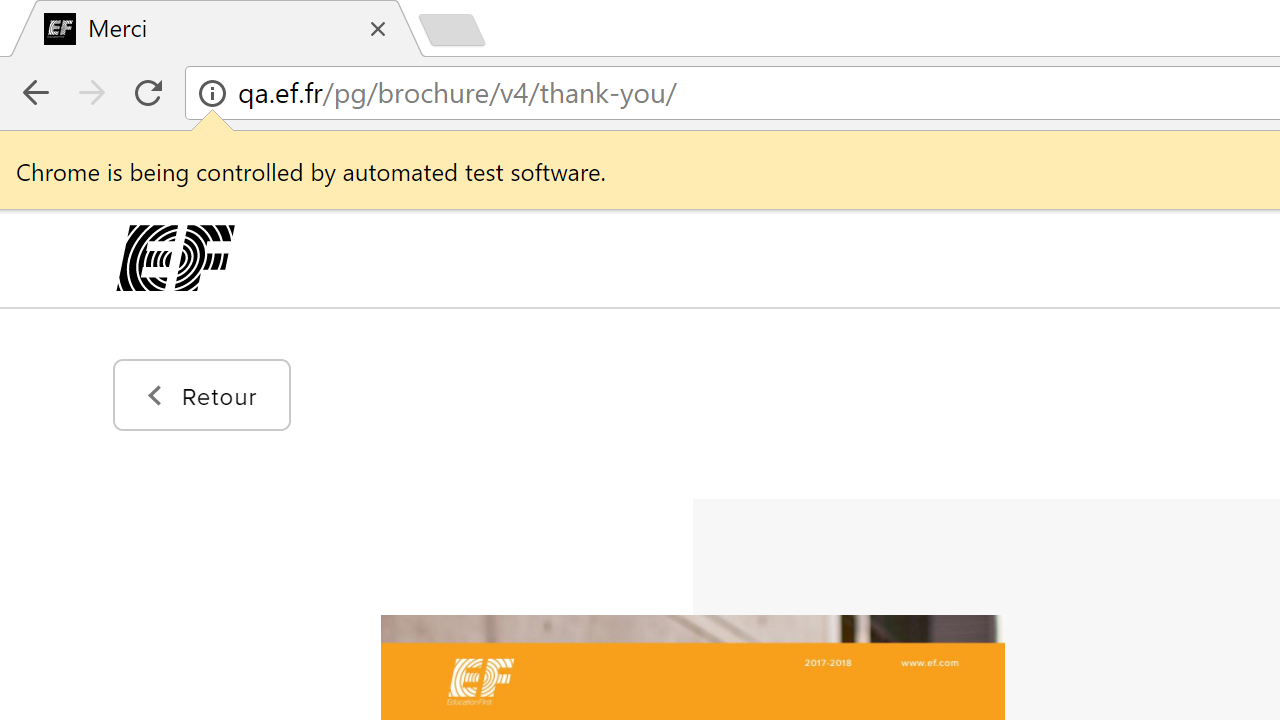 EF Merci
qa.ef.fr/pg/brochure/v4/thank-you/
Chrome is being controlled by automated test software.
EF
Retour
EF 2017-2018 www.ef.com
Education First